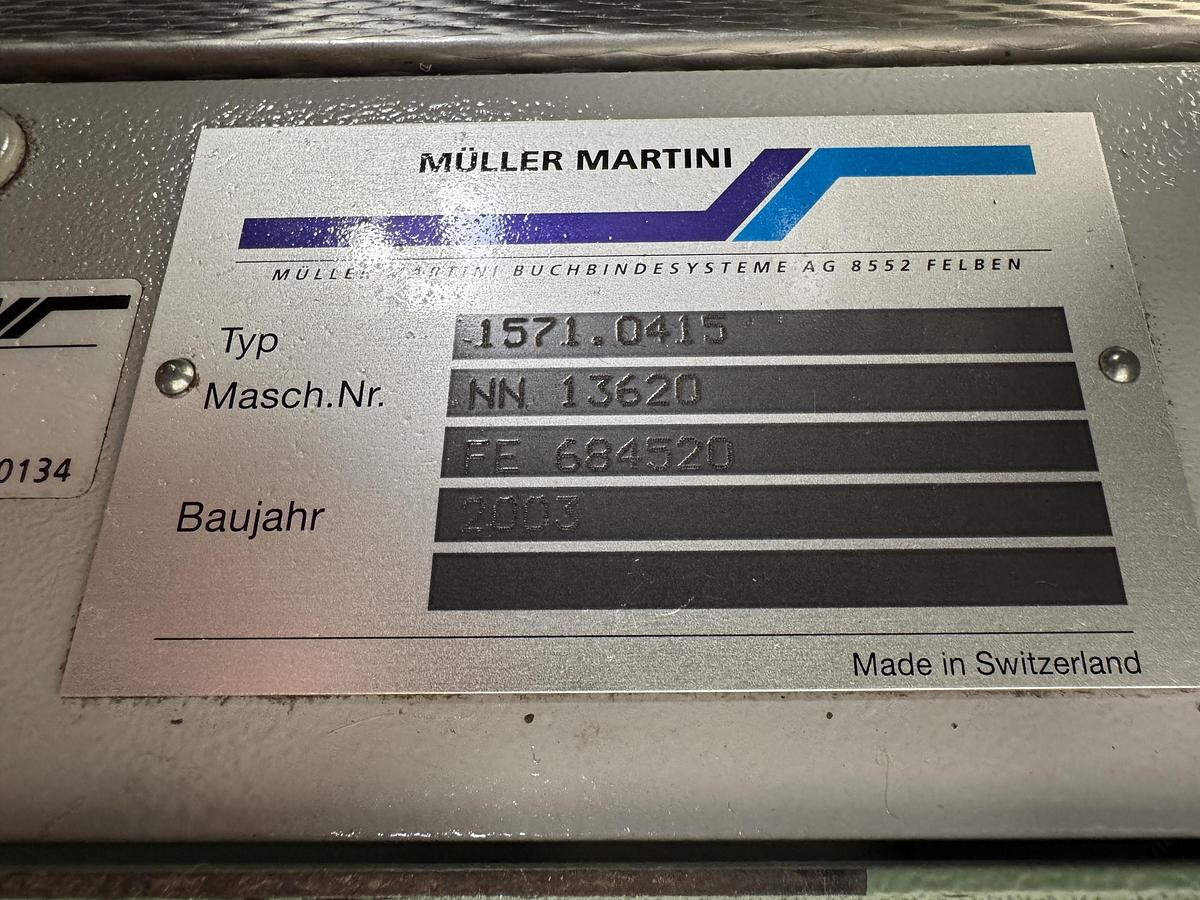 MÜLLER MARTINI
MÜLLER MARTINI BUCHBINDESYSTEME AG 8552 FELBEN
Typ 1571.0415
Masch.Nr. NN 13620
FE 684520
Baujahr 2003
Made in Switzerland
0134